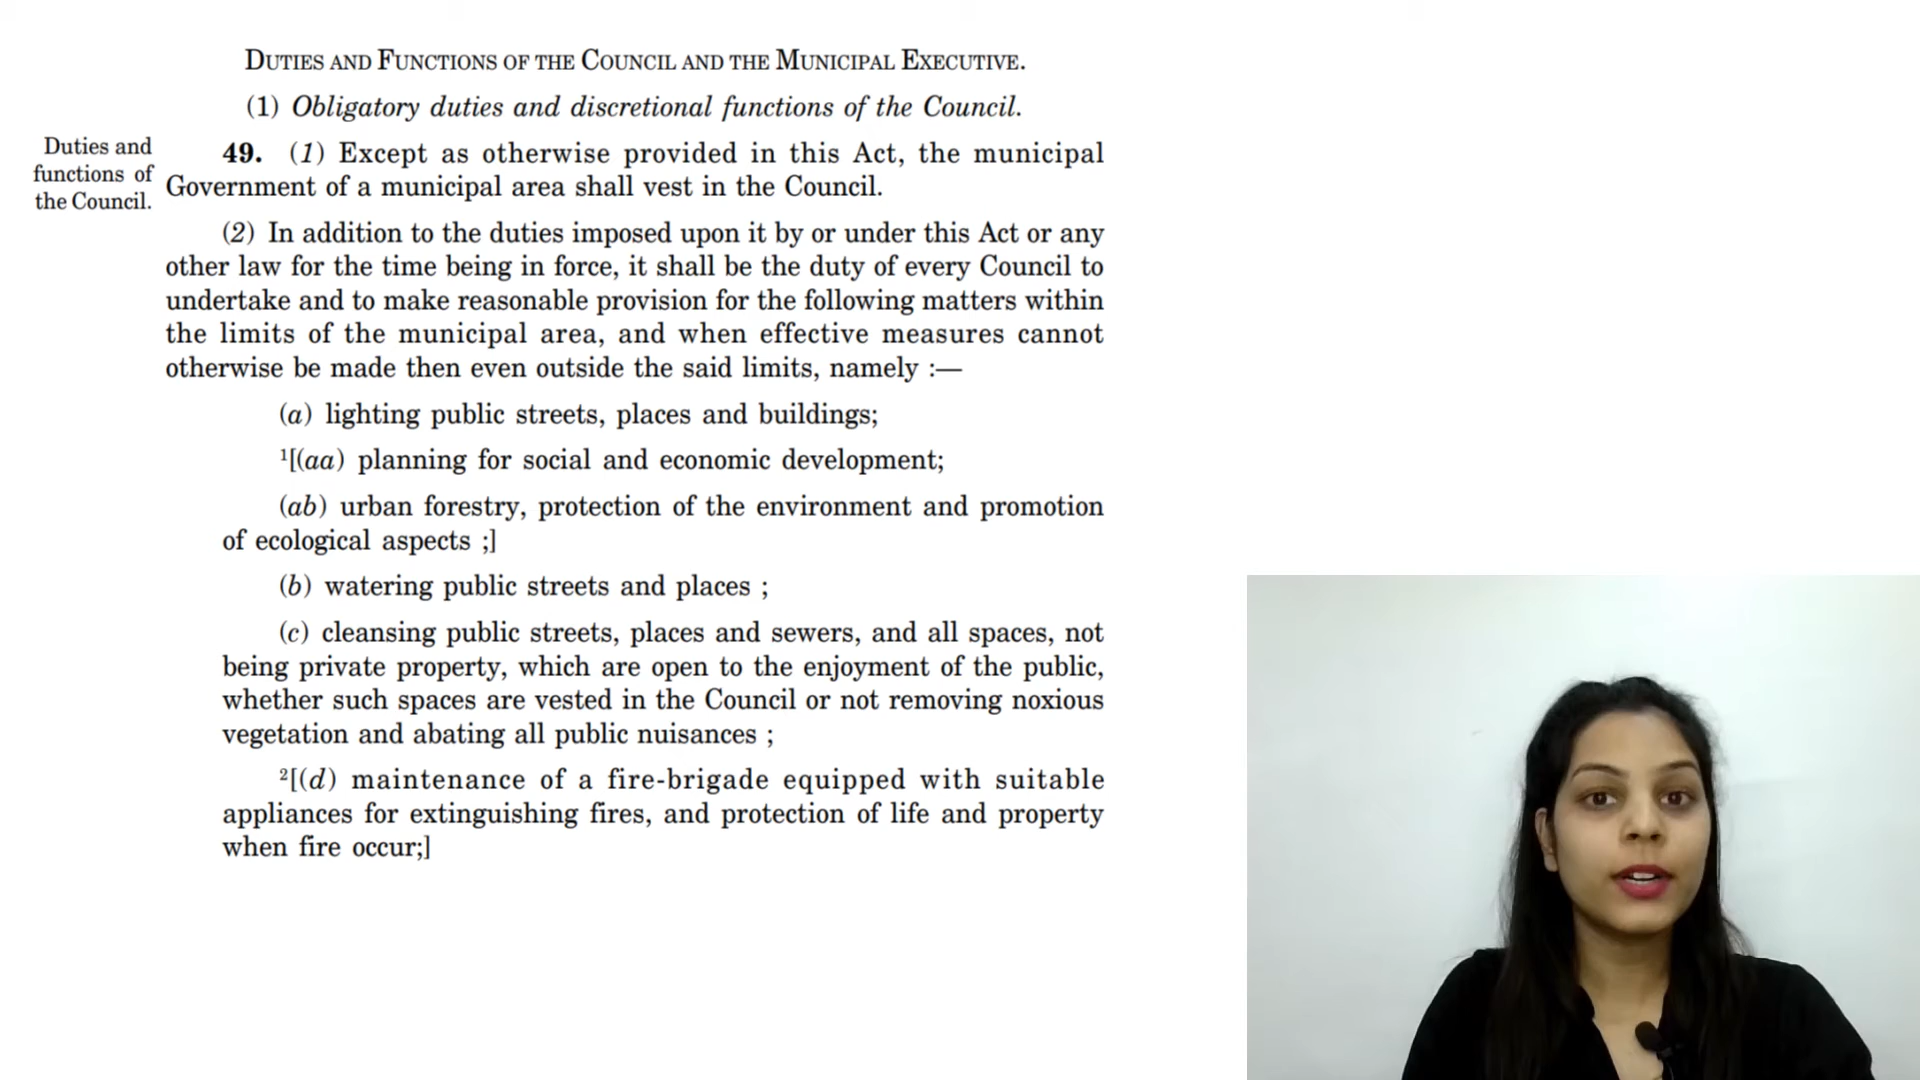 DUTIES AND FUNCTIONS OF THE COUNCIL AND THE MUNICIPAL EXECUTIVE.
(1) Obligatory duties and discretional functions of the Council.
Duties and
functions of
the Council.
49. (1) Except as otherwise provided in this Act, the municipal
Government of a municipal area shall vest in the Council.
(2) In addition to the duties imposed upon it by or under this Act or any
other law for the time being in force, it shall be the duty of every Council to
undertake and to make reasonable provision for the following matters within
the limits of the municipal area, and when effective measures cannot
otherwise be made then even outside the said limits, namely :—
(a) lighting public streets, places and buildings;
¹[(aa) planning for social and economic development;
(ab) urban forestry, protection of the environment and promotion
of ecological aspects ;]
(b) watering public streets and places ;
(c) cleansing public streets, places and sewers, and all spaces, not
being private property, which are open to the enjoyment of the public,
whether such spaces are vested in the Council or not removing noxious
vegetation and abating all public nuisances ;
²[(d) maintenance of a fire-brigade equipped with suitable
appliances for extinguishing fires, and protection of life and property
when fire occur;]